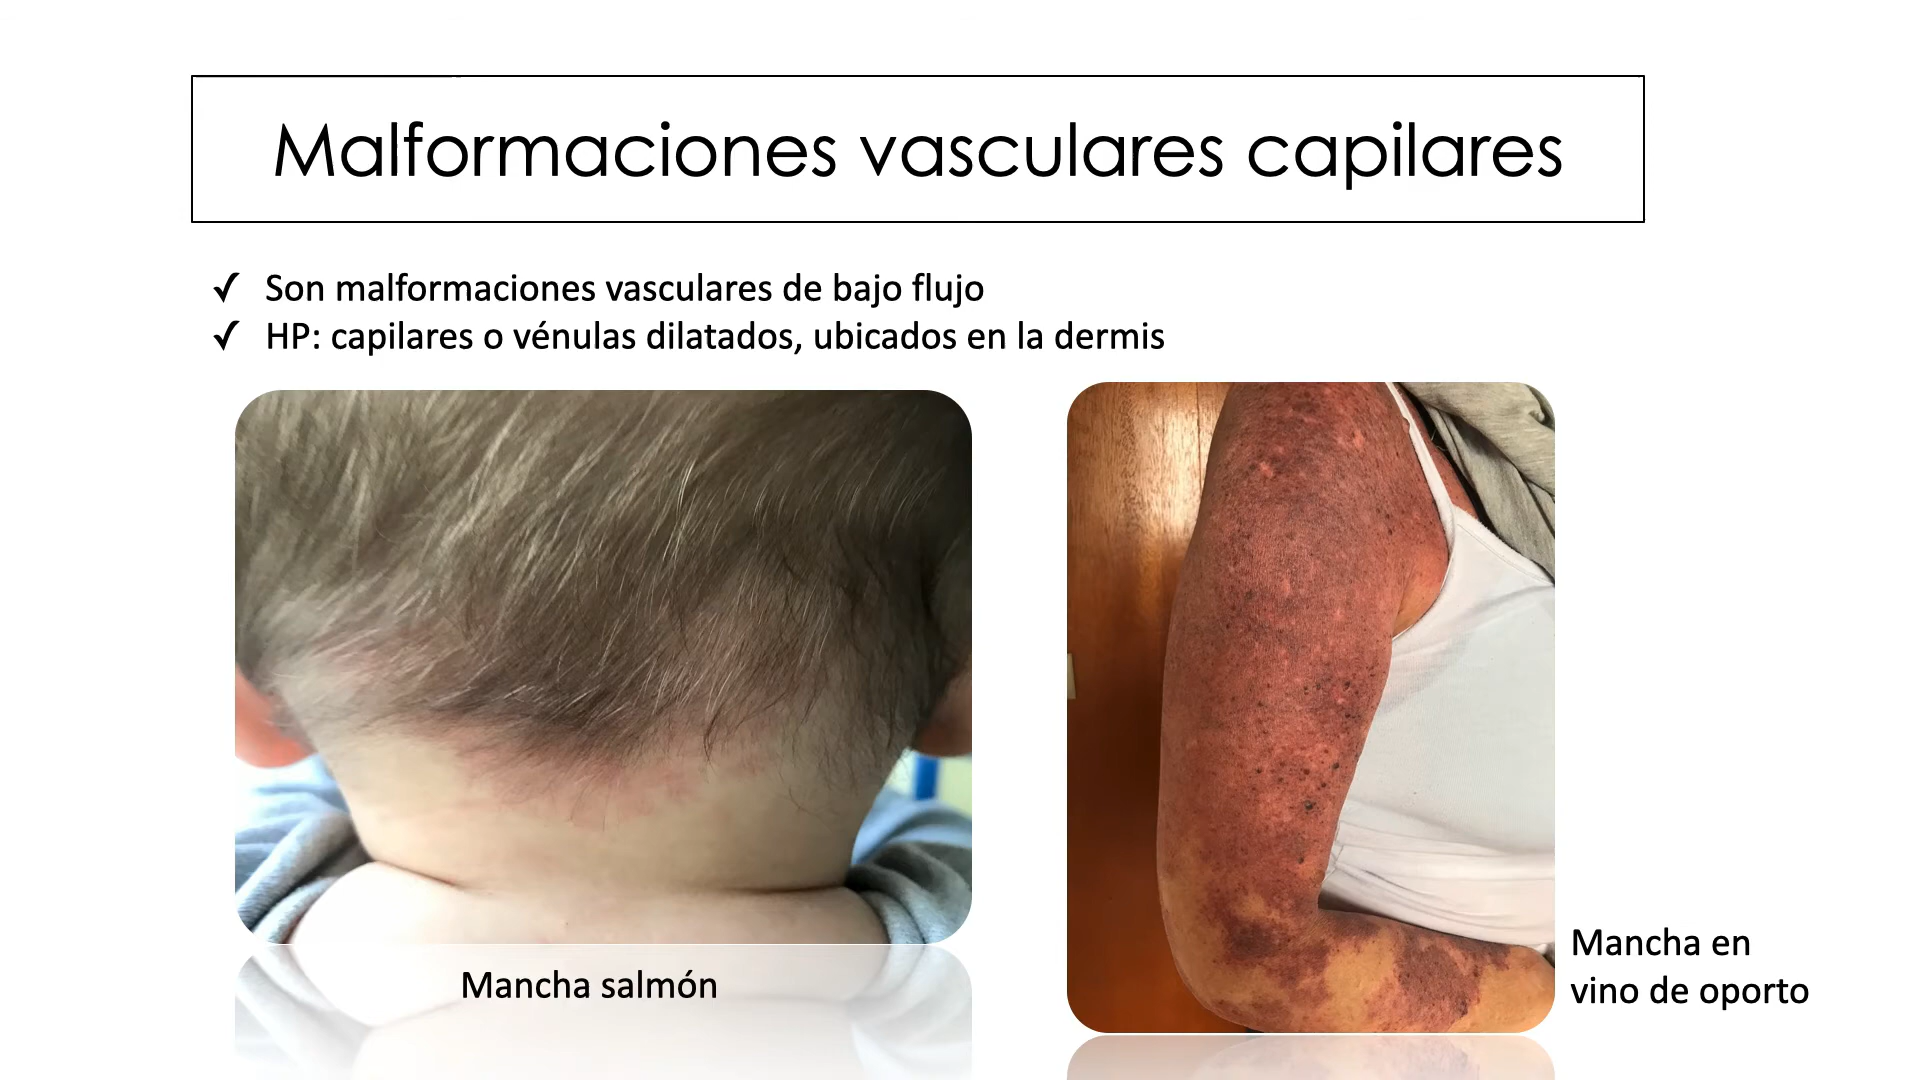 Malformaciones vasculares capilares
✓ Son malformaciones vasculares de bajo flujo
✓ HP: capilares o vénulas dilatados, ubicados en la dermis
Mancha salmón
Mancha en
vino de oporto